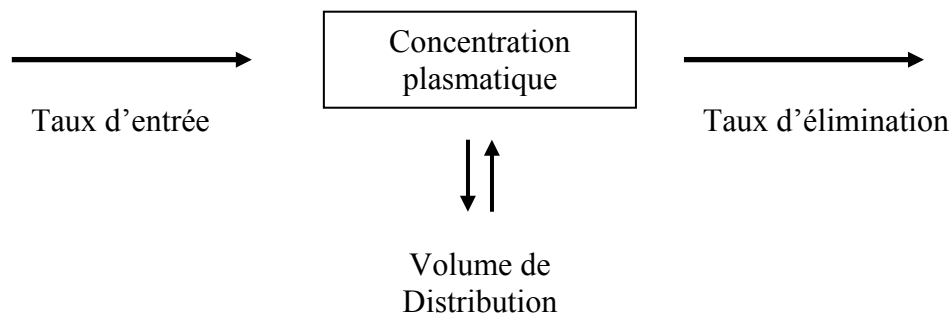 Concentration
plasmatique
Taux d’entrée
Taux d’élimination
Volume de
Distribution